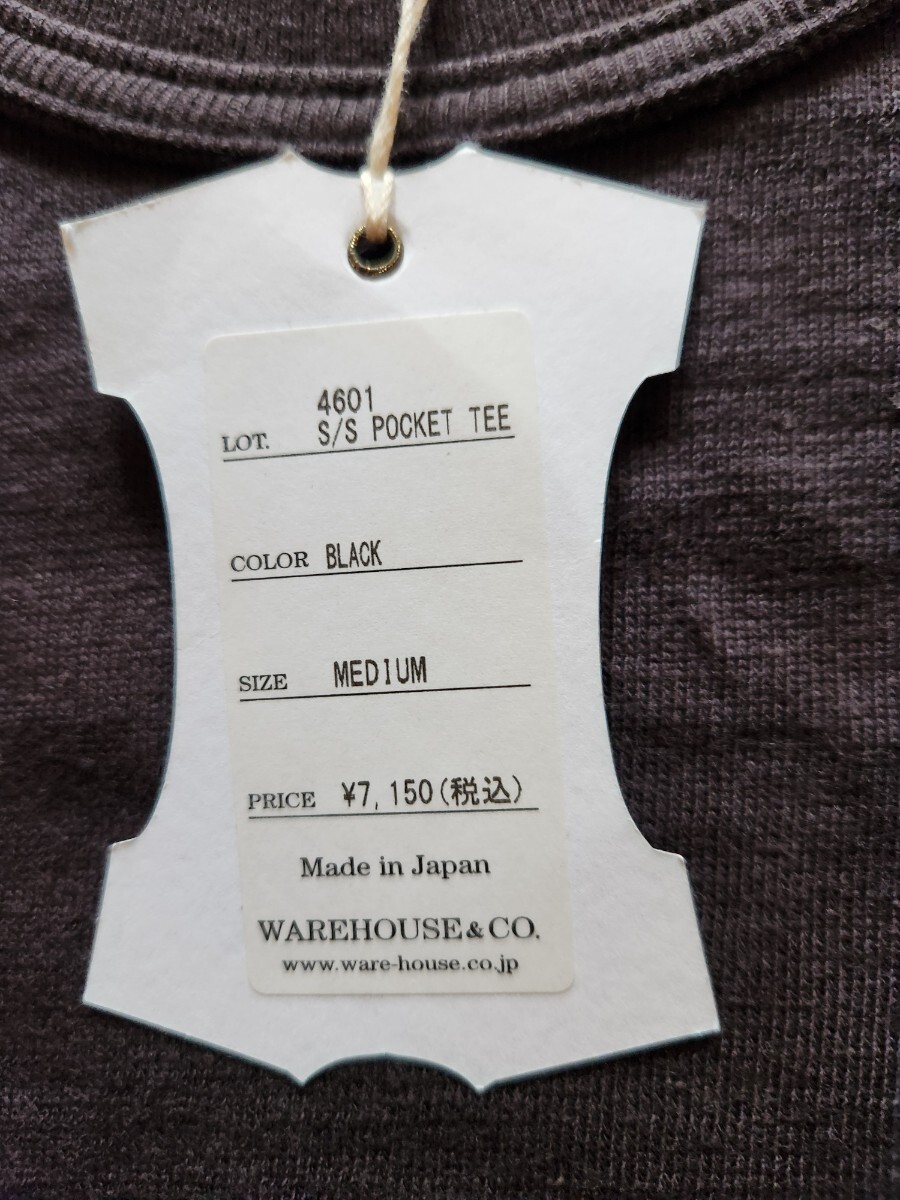 4601
LOT. S/S POCKET TEE
COLOR BLACK
SIZE MEDIUM
PRICE ¥7,150(税込)
Made in Japan
WAREHOUSE & CO.
www.ware-house.co.jp